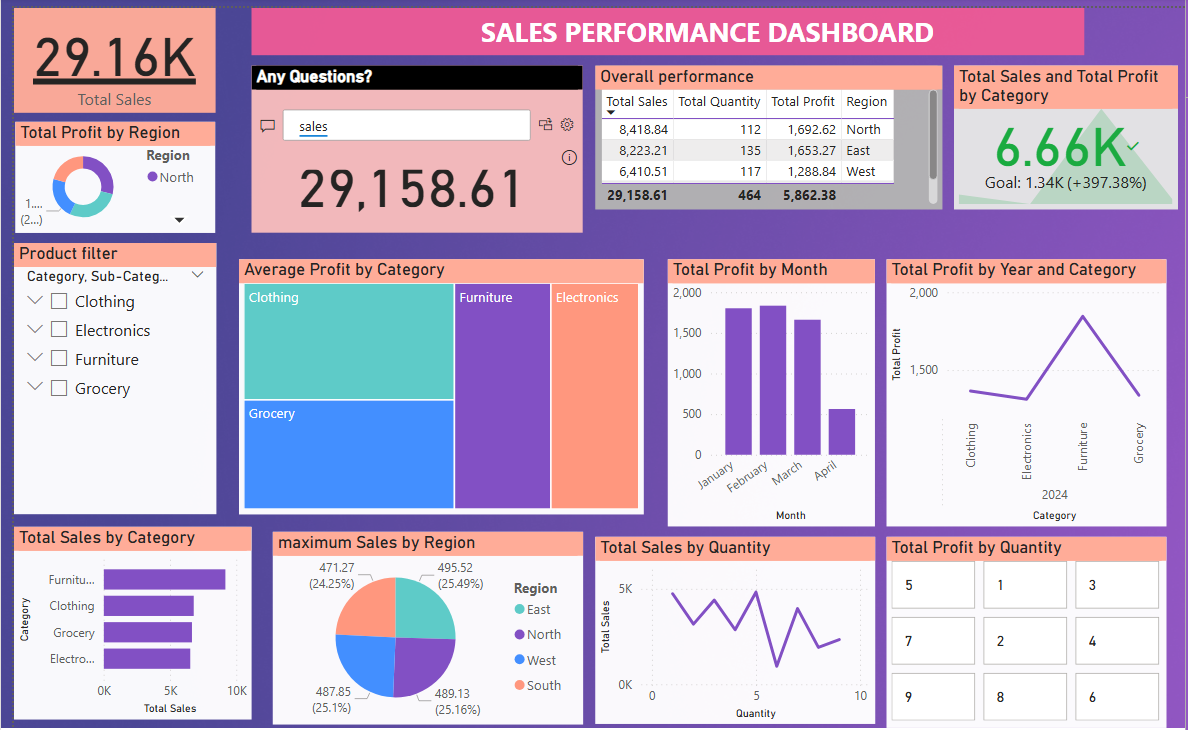 29.16K
Total Sales
SALES PERFORMANCE DASHBOARD
Any Questions?
sales
29,158.61
Overall performance
Total Sales Total Quantity Total Profit Region
8,418.84 112 1,692.62 North
8,223.21 135 1,653.27 East
6,410.51 117 1,288.84 West
29,158.61 464 5,862.38
Total Sales and Total Profit
by Category
6.66K
Goal: 1.34K (+397.38%)
Total Profit by Region
Region
North
1....
(2...)
Product filter
Category, Sub-Categ...
Clothing
Electronics
Furniture
Grocery
Average Profit by Category
Clothing
Furniture
Electronics
Grocery
Total Profit by Month
2,000
1,500
1,000
500
0
January February March April
Month
Total Profit by Year and Category
Total Profit
2,000
1,500
Clothing Electronics Furniture Grocery
2024
Category
Total Sales by Category
Category
Furnitu...
Clothing
Grocery
Electro...
0K 5K 10K
Total Sales
maximum Sales by Region
471.27
(24.25%)
495.52
(25.49%)
487.85
(25.1%)
489.13
(25.16%)
Region
East
North
West
South
Total Sales by Quantity
Total Sales
5K
0K
0 5 10
Quantity
Total Profit by Quantity
5 1 3
7 2 4
9 8 6